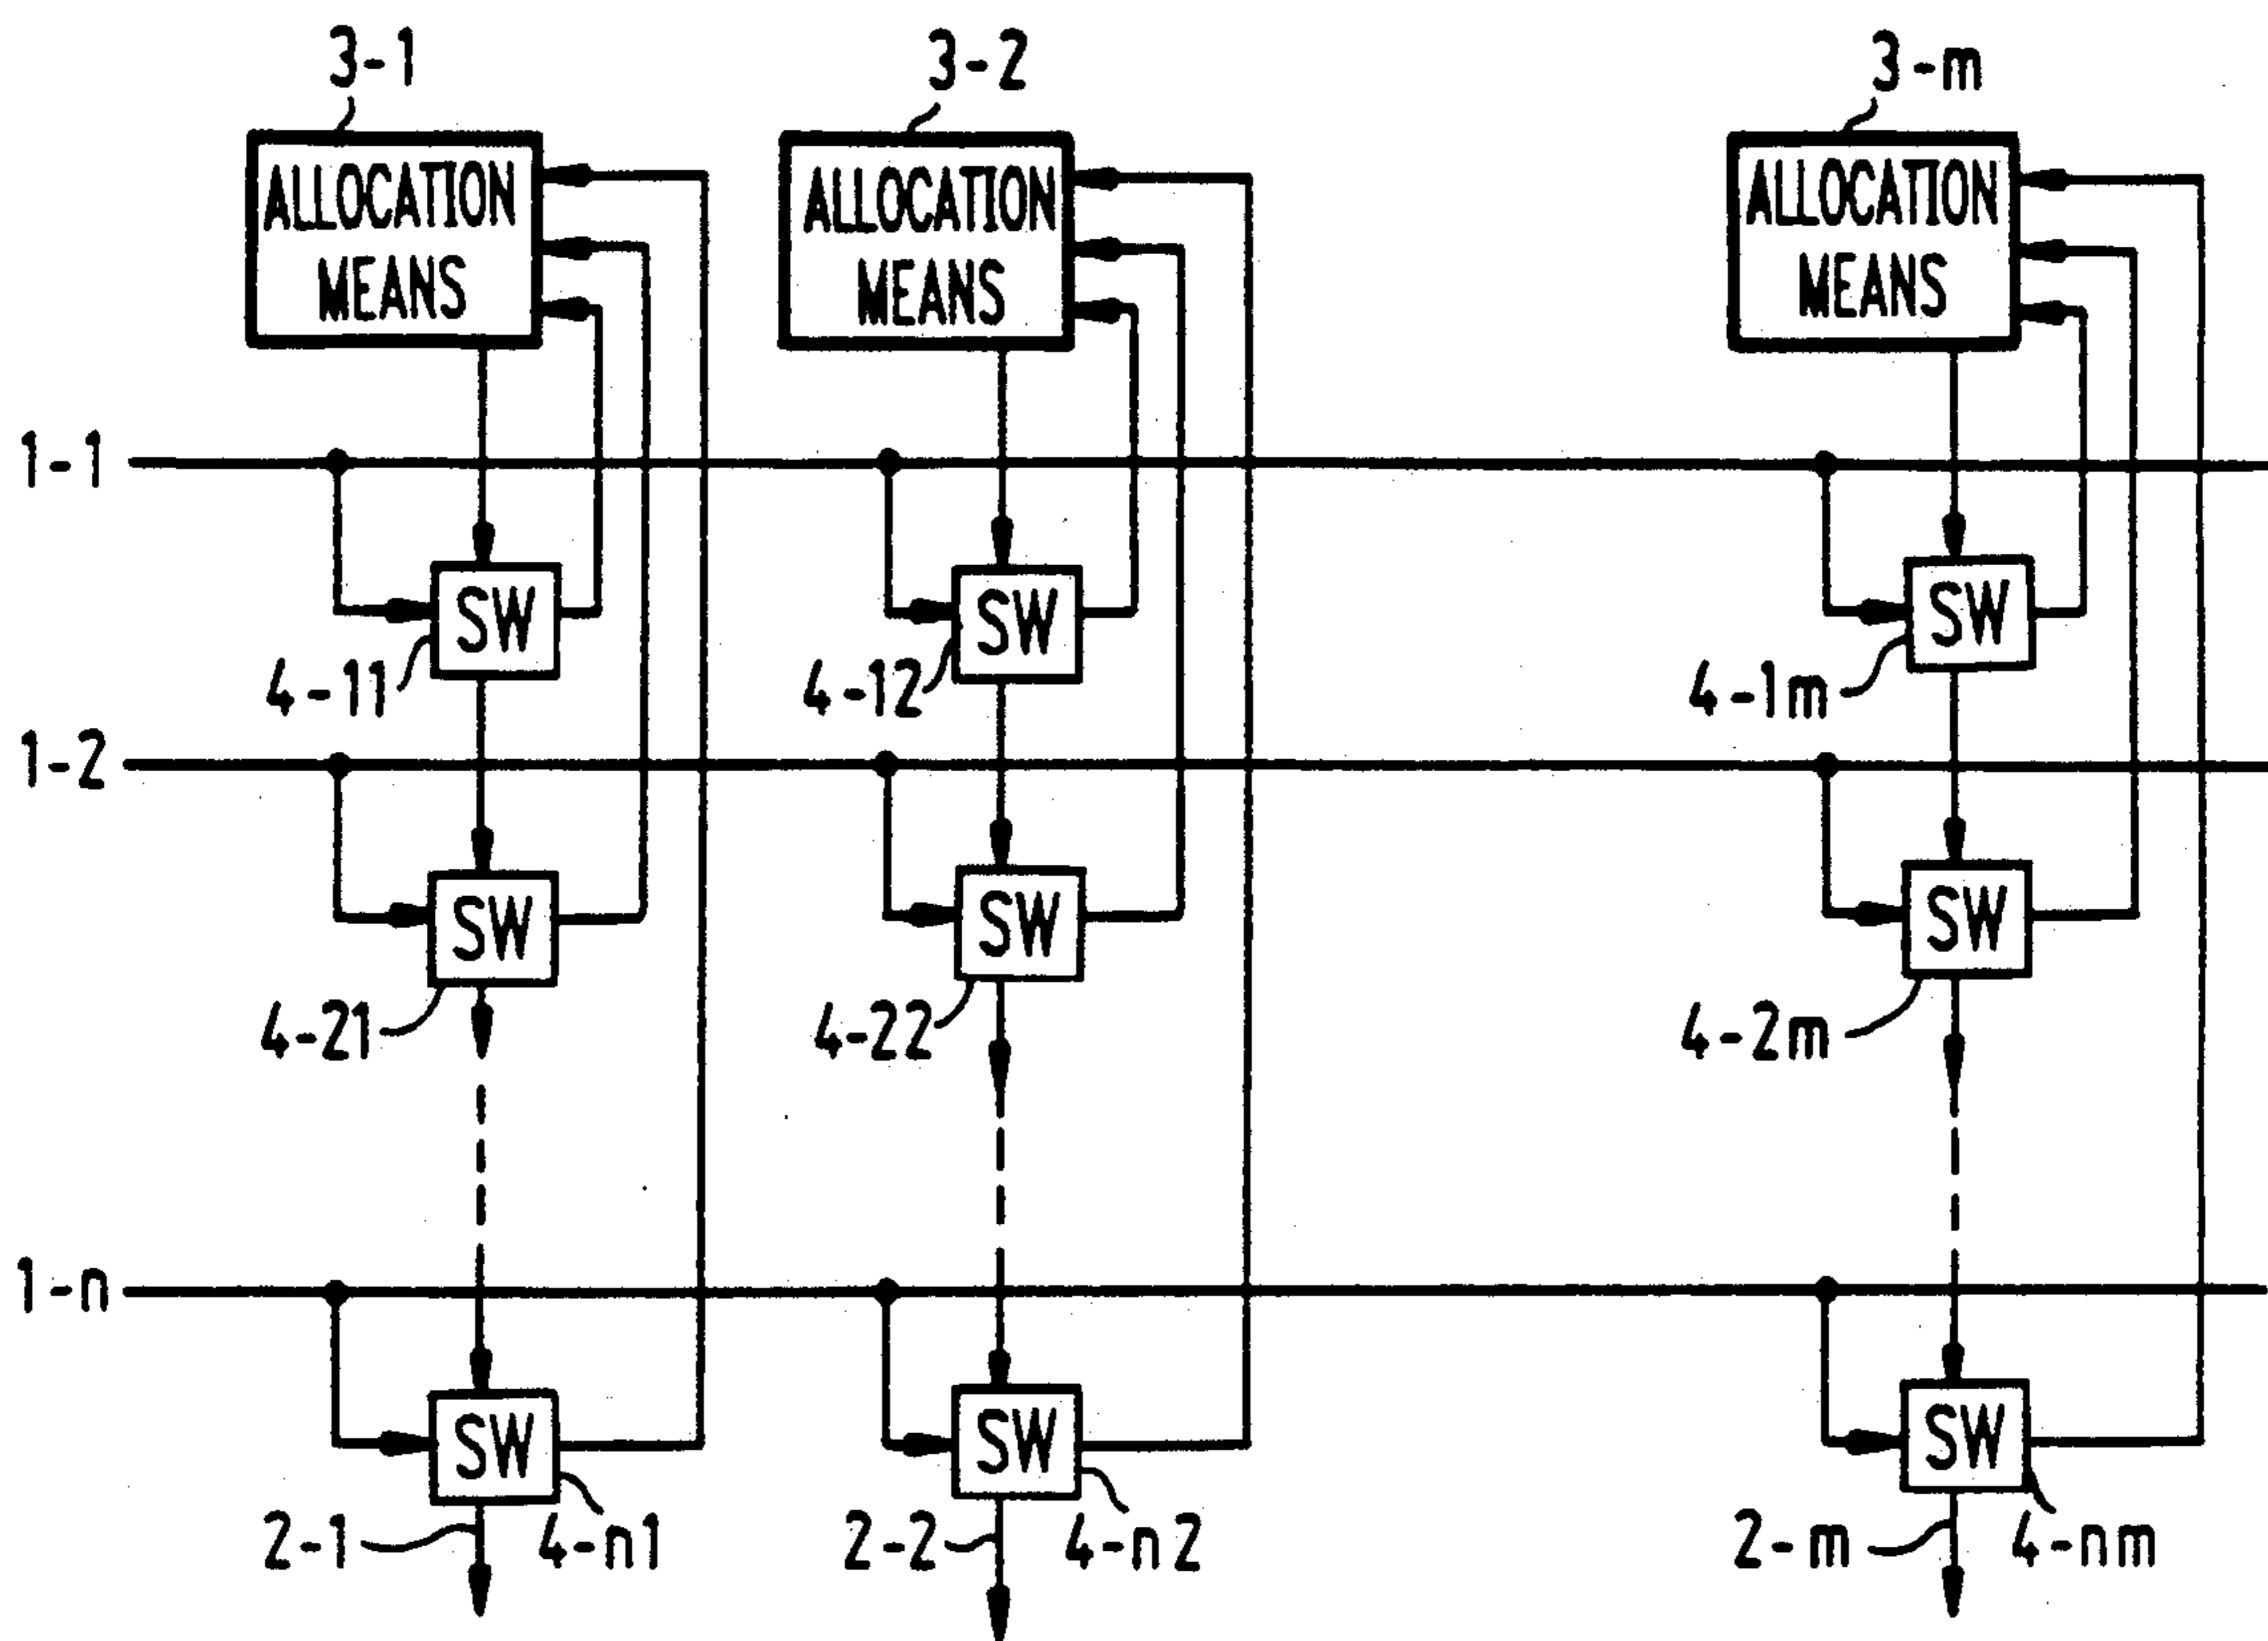 3-1 3-2 3-m
ALLOCATION MEANS
ALLOCATION MEANS
ALLOCATION MEANS
1-1
SW SW SW
4-11 4-12 4-1m
1-2
SW SW SW
4-21 4-22 4-2m
1-n
SW SW SW
2-1 4-n1 2-2 4-n2 2-m 4-nm